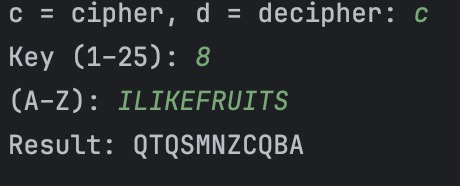 c = cipher, d = decipher: c
Key (1-25): 8
(A-Z): ILIKEFRUITS
Result: QTQSMNZCQBA